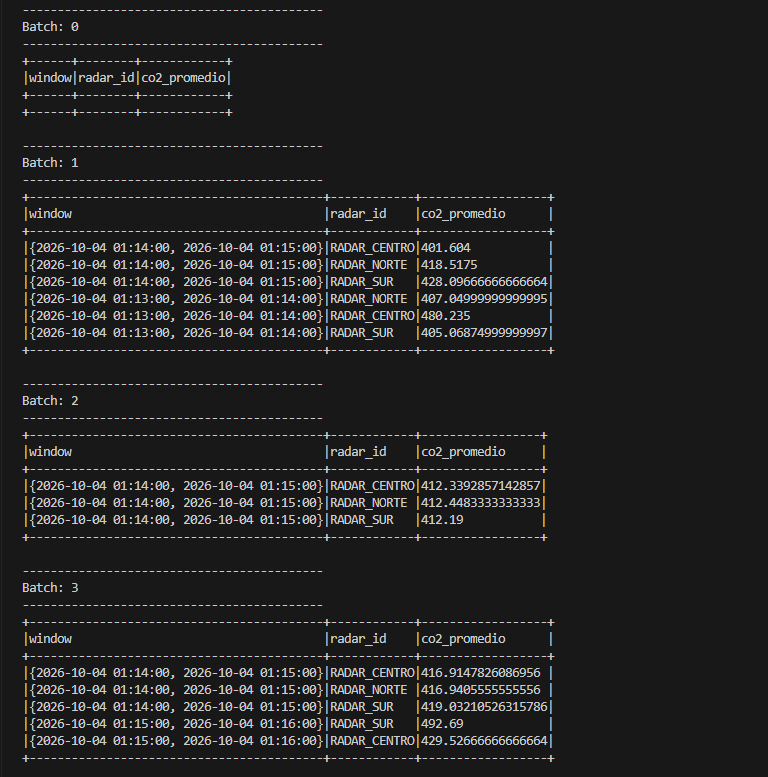 -------------------------------------------
Batch: 0
-------------------------------------------
+------+--------+------------+
|window|radar_id|co2_promedio|
+------+--------+------------+
+------+--------+------------+
-------------------------------------------
Batch: 1
-------------------------------------------
+------------------------------------------+------------+------------------+
|window                                    |radar_id    |co2_promedio      |
+------------------------------------------+------------+------------------+
|{2026-10-04 01:14:00, 2026-10-04 01:15:00}|RADAR_CENTRO|401.604           |
|{2026-10-04 01:14:00, 2026-10-04 01:15:00}|RADAR_NORTE |418.5175          |
|{2026-10-04 01:14:00, 2026-10-04 01:15:00}|RADAR_SUR   |428.09666666666664|
|{2026-10-04 01:13:00, 2026-10-04 01:14:00}|RADAR_NORTE |407.04999999999995|
|{2026-10-04 01:13:00, 2026-10-04 01:14:00}|RADAR_CENTRO|480.235           |
|{2026-10-04 01:13:00, 2026-10-04 01:14:00}|RADAR_SUR   |405.06874999999997|
+------------------------------------------+------------+------------------+
-------------------------------------------
Batch: 2
-------------------------------------------
+------------------------------------------+------------+-----------------+
|window                                    |radar_id    |co2_promedio     |
+------------------------------------------+------------+-----------------+
|{2026-10-04 01:14:00, 2026-10-04 01:15:00}|RADAR_CENTRO|412.3392857142857|
|{2026-10-04 01:14:00, 2026-10-04 01:15:00}|RADAR_NORTE |412.4483333333333|
|{2026-10-04 01:14:00, 2026-10-04 01:15:00}|RADAR_SUR   |412.19           |
+------------------------------------------+------------+-----------------+
-------------------------------------------
Batch: 3
-------------------------------------------
+------------------------------------------+------------+------------------+
|window                                    |radar_id    |co2_promedio      |
+------------------------------------------+------------+------------------+
|{2026-10-04 01:14:00, 2026-10-04 01:15:00}|RADAR_CENTRO|416.9147826086956 |
|{2026-10-04 01:14:00, 2026-10-04 01:15:00}|RADAR_NORTE |416.9405555555556 |
|{2026-10-04 01:14:00, 2026-10-04 01:15:00}|RADAR_SUR   |419.03210526315786|
|{2026-10-04 01:15:00, 2026-10-04 01:16:00}|RADAR_SUR   |492.69            |
|{2026-10-04 01:15:00, 2026-10-04 01:16:00}|RADAR_CENTRO|429.52666666666664|
+------------------------------------------+------------+------------------+